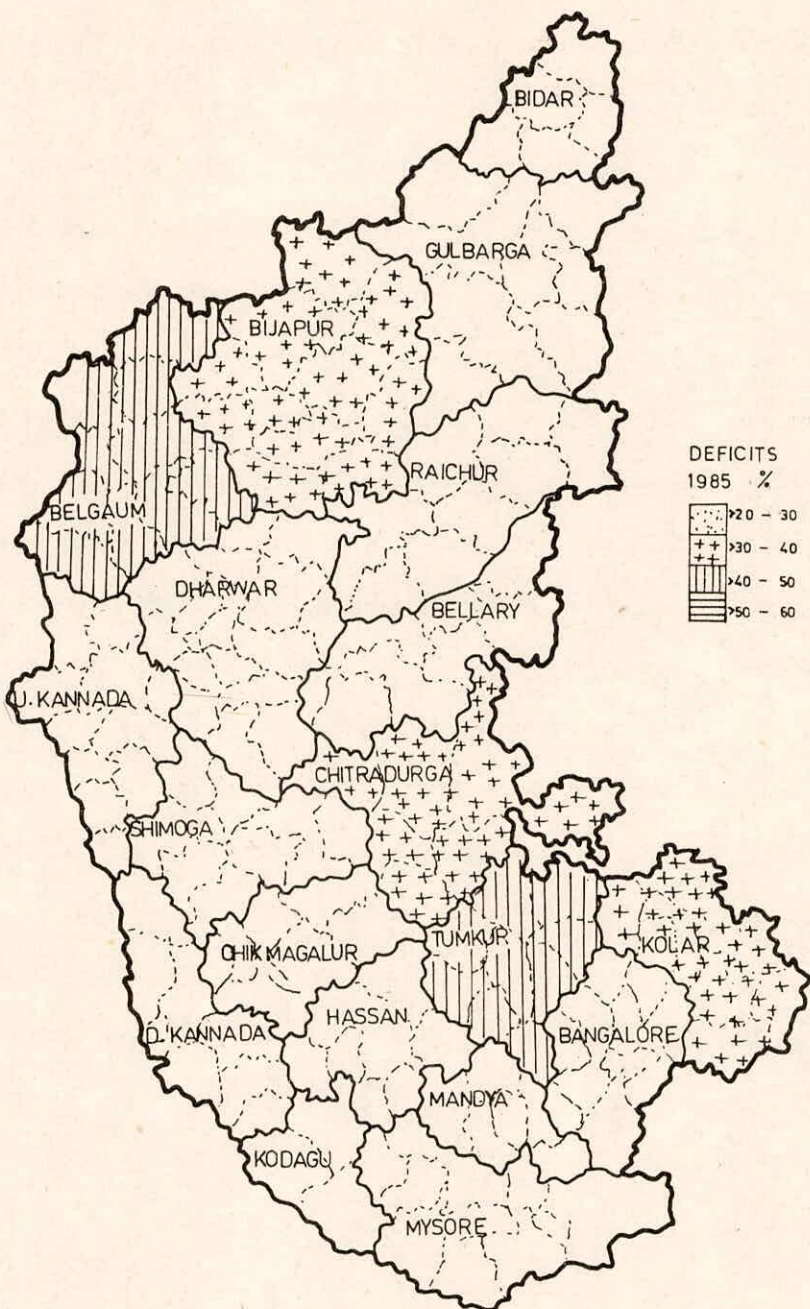 BIDAR
GULBARGA
BIJAPUR
RAICHUR
BELGAUM
DHARWAR
BELLARY
U. KANNADA
CHITRADURGA
SHIMOGA
CHIKMAGALUR
TUMKUR
KOLAR
HASSAN
D. KANNADA
BANGALORE
MANDYA
KODAGU
MYSORE
DEFICITS
1985 %
>20 - 30
>30 - 40
>40 - 50
>50 - 60